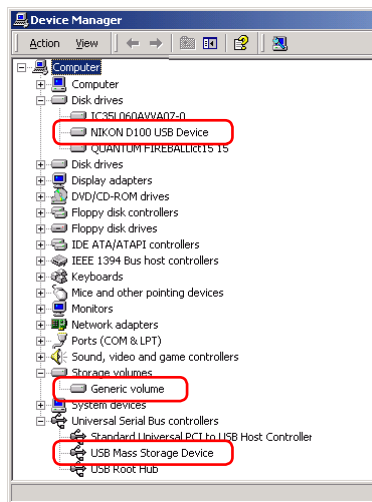 Device Manager
Action View
Computer
Computer
Disk drives
IC35L060AVVA07-0
NIKON D100 USB Device
QUANTUM FIREBALLlct15 15
Disk drives
Display adapters
DVD/CD-ROM drives
Floppy disk controllers
Floppy disk drives
IDE ATA/ATAPI controllers
IEEE 1394 Bus host controllers
Keyboards
Mice and other pointing devices
Monitors
Network adapters
Ports (COM & LPT)
Sound, video and game controllers
Storage volumes
Generic volume
System devices
Universal Serial Bus controllers
Standard Universal PCI to USB Host Controller
USB Mass Storage Device
USB Root Hub